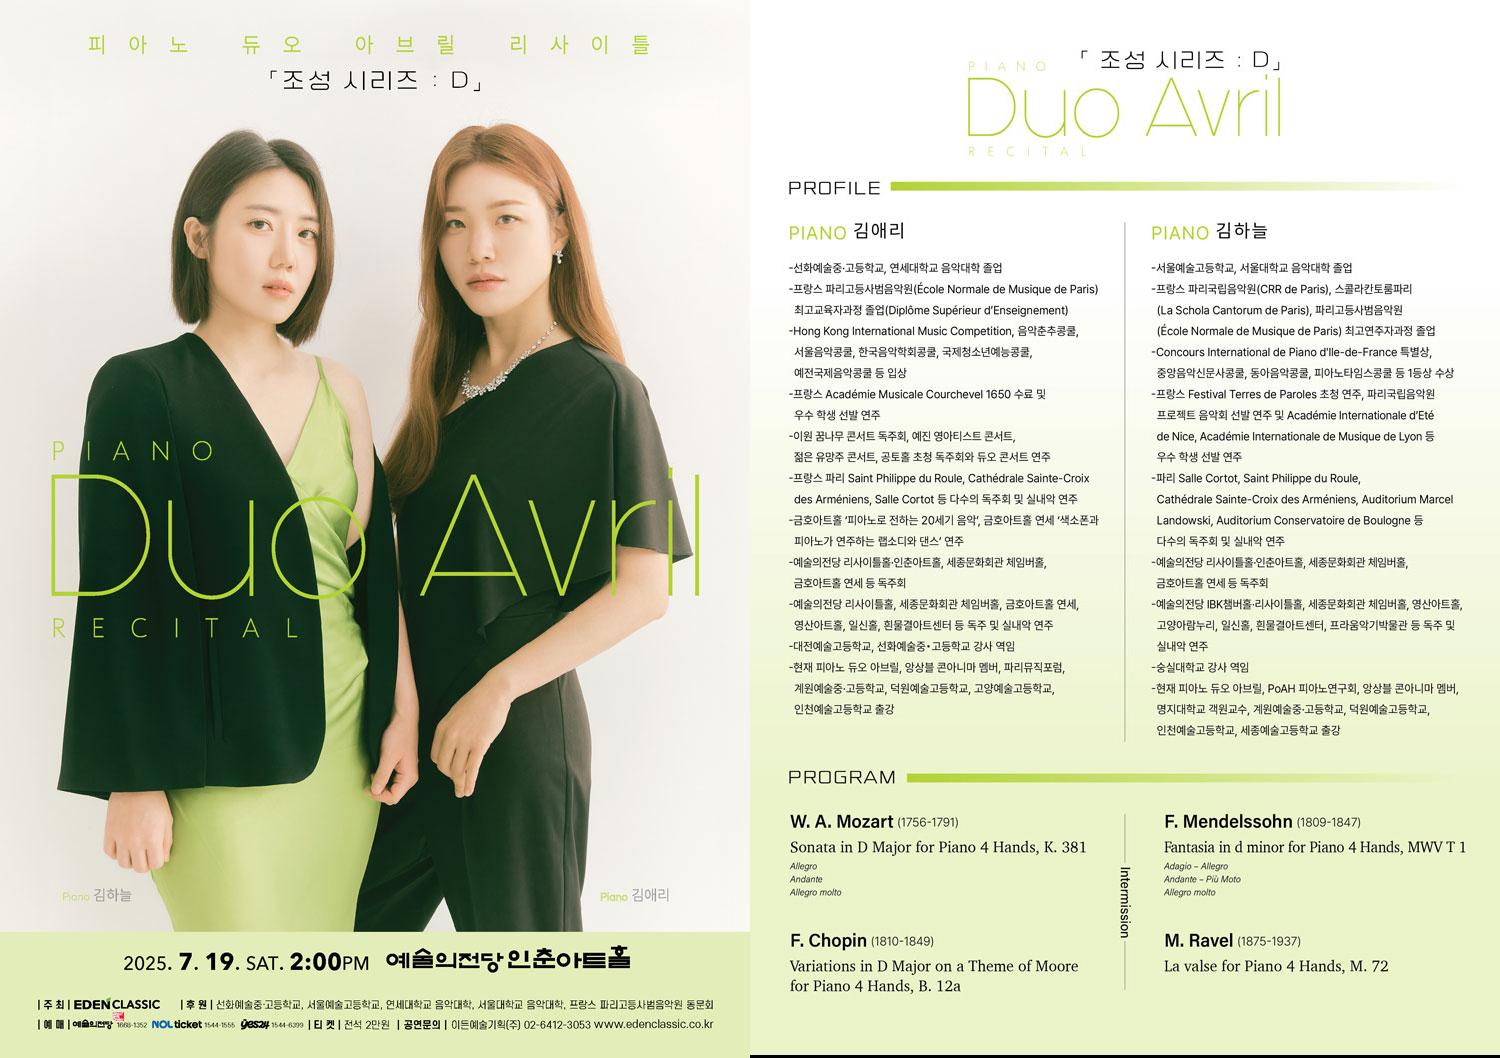 피아노 듀오 아브릴 리사이틀
「조성 시리즈 : D」
PIANO
Duo Avril
RECITAL
Piano 김하늘
Piano 김애리
2025. 7. 19. SAT. 2:00PM 예술의전당 인춘아트홀
| 주 최 | EDEN CLASSIC | 후 원 | 선화예술중·고등학교, 서울예술고등학교, 연세대학교 음악대학, 서울대학교 음악대학, 프랑스 파리고등사범음악원 동문회
| 예 매 | 예술의전당 1668-1352 NOL ticket 1544-1555 yes24 1544-6399 | 티 켓 | 전석 2만원 | 공연문의 | 이든예술기획(주) 02-6412-3053 www.edenclassic.co.kr
「조성 시리즈 : D」
PIANO
Duo Avril
RECITAL
PROFILE
PIANO 김애리
-선화예술중·고등학교, 연세대학교 음악대학 졸업
-프랑스 파리고등사범음악원(École Normale de Musique de Paris)
최고교육자과정 졸업(Diplôme Supérieur d'Enseignement)
-Hong Kong International Music Competition, 음악춘추콩쿨,
서울음악콩쿨, 한국음악학회콩쿨, 국제청소년예능콩쿨,
예전국제음악콩쿨 등 입상
-프랑스 Académie Musicale Courchevel 1650 수료 및
우수 학생 선발 연주
-이원 꿈나무 콘서트 독주회, 예진 영아티스트 콘서트,
젊은 유망주 콘서트, 공토홀 초청 독주회와 듀오 콘서트 연주
-프랑스 파리 Saint Philippe du Roule, Cathédrale Sainte-Croix
des Arméniens, Salle Cortot 등 다수의 독주회 및 실내악 연주
-금호아트홀 '피아노로 전하는 20세기 음악', 금호아트홀 연세 '색소폰과
피아노가 연주하는 랩소디와 댄스' 연주
-예술의전당 리사이틀홀·인춘아트홀, 세종문화회관 체임버홀,
금호아트홀 연세 등 독주회
-예술의전당 리사이틀홀, 세종문화회관 체임버홀, 금호아트홀 연세,
영산아트홀, 일신홀, 흰물결아트센터 등 독주 및 실내악 연주
-대전예술고등학교, 선화예술중·고등학교 강사 역임
-현재 피아노 듀오 아브릴, 앙상블 콘아니마 멤버, 파리뮤직포럼,
계원예술중·고등학교, 덕원예술고등학교, 고양예술고등학교,
인천예술고등학교 출강
PIANO 김하늘
-서울예술고등학교, 서울대학교 음악대학 졸업
-프랑스 파리국립음악원(CRR de Paris), 스콜라칸토룸파리
(La Schola Cantorum de Paris), 파리고등사범음악원
(École Normale de Musique de Paris) 최고연주자과정 졸업
-Concours International de Piano d'Ile-de-France 특별상,
중앙음악신문사콩쿨, 동아음악콩쿨, 피아노타임스콩쿨 등 1등상 수상
-프랑스 Festival Terres de Paroles 초청 연주, 파리국립음악원
프로젝트 음악회 선발 연주 및 Académie Internationale d'Eté
de Nice, Académie Internationale de Musique de Lyon 등
우수 학생 선발 연주
-파리 Salle Cortot, Saint Philippe du Roule,
Cathédrale Sainte-Croix des Arméniens, Auditorium Marcel
Landowski, Auditorium Conservatoire de Boulogne 등
다수의 독주회 및 실내악 연주
-예술의전당 리사이틀홀·인춘아트홀, 세종문화회관 체임버홀,
금호아트홀 연세 등 독주회
-예술의전당 IBK챔버홀·리사이틀홀, 세종문화회관 체임버홀, 영산아트홀,
고양아람누리, 일신홀, 흰물결아트센터, 프라움악기박물관 등 독주 및
실내악 연주
-숭실대학교 강사 역임
-현재 피아노 듀오 아브릴, PoAH 피아노연구회, 앙상블 콘아니마 멤버,
명지대학교 객원교수, 계원예술중·고등학교, 덕원예술고등학교,
인천예술고등학교, 세종예술고등학교 출강
PROGRAM
W. A. Mozart (1756-1791)
Sonata in D Major for Piano 4 Hands, K. 381
Allegro
Andante
Allegro molto
F. Chopin (1810-1849)
Variations in D Major on a Theme of Moore
for Piano 4 Hands, B. 12a
Intermission
F. Mendelssohn (1809-1847)
Fantasia in d minor for Piano 4 Hands, MWV T 1
Adagio – Allegro
Andante – Più Moto
Allegro molto
M. Ravel (1875-1937)
La valse for Piano 4 Hands, M. 72